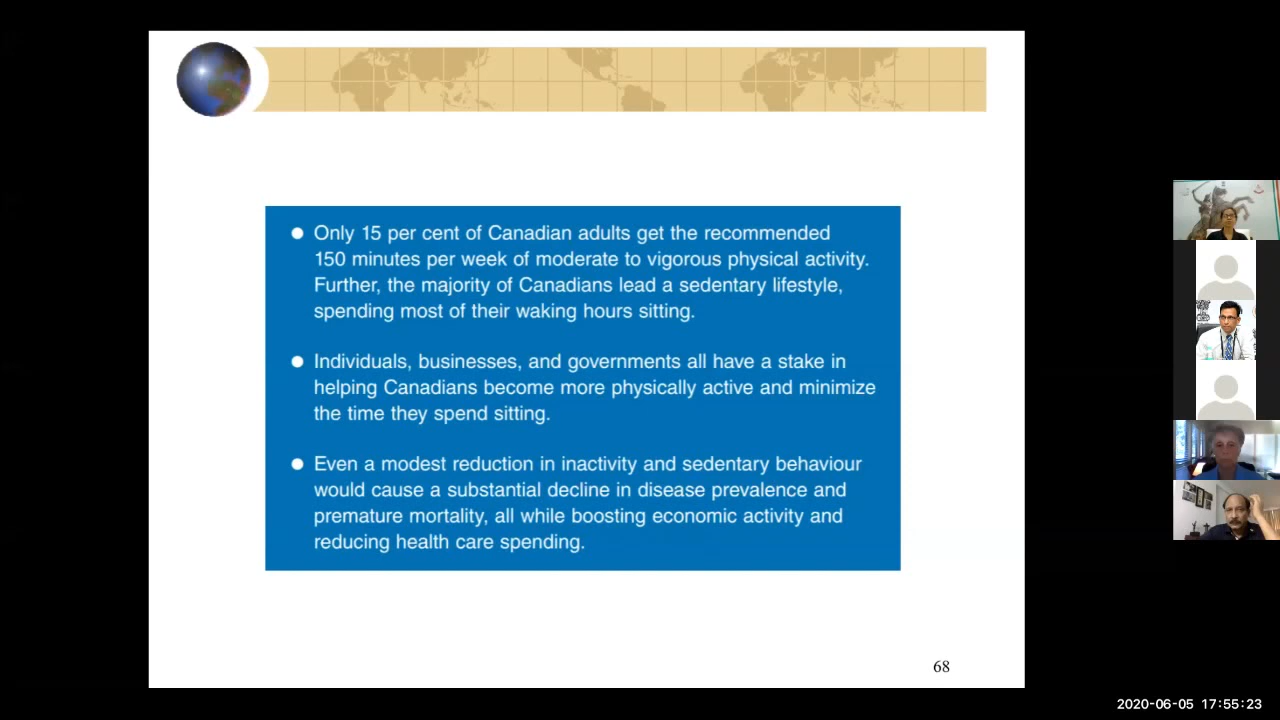 ● Only 15 per cent of Canadian adults get the recommended
150 minutes per week of moderate to vigorous physical activity.
Further, the majority of Canadians lead a sedentary lifestyle,
spending most of their waking hours sitting.
● Individuals, businesses, and governments all have a stake in
helping Canadians become more physically active and minimize
the time they spend sitting.
● Even a modest reduction in inactivity and sedentary behaviour
would cause a substantial decline in disease prevalence and
premature mortality, all while boosting economic activity and
reducing health care spending.
68
2020-06-05 17:55:23